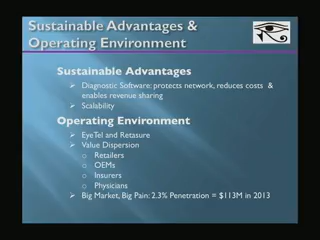 Sustainable Advantages &
Operating Environment
Sustainable Advantages
Diagnostic Software: protects network, reduces costs &
enables revenue sharing
Scalability
Operating Environment
EyeTel and Retasure
Value Dispersion
o Retailers
o OEMs
o Insurers
o Physicians
Big Market, Big Pain: 2.3% Penetration = $113M in 2013